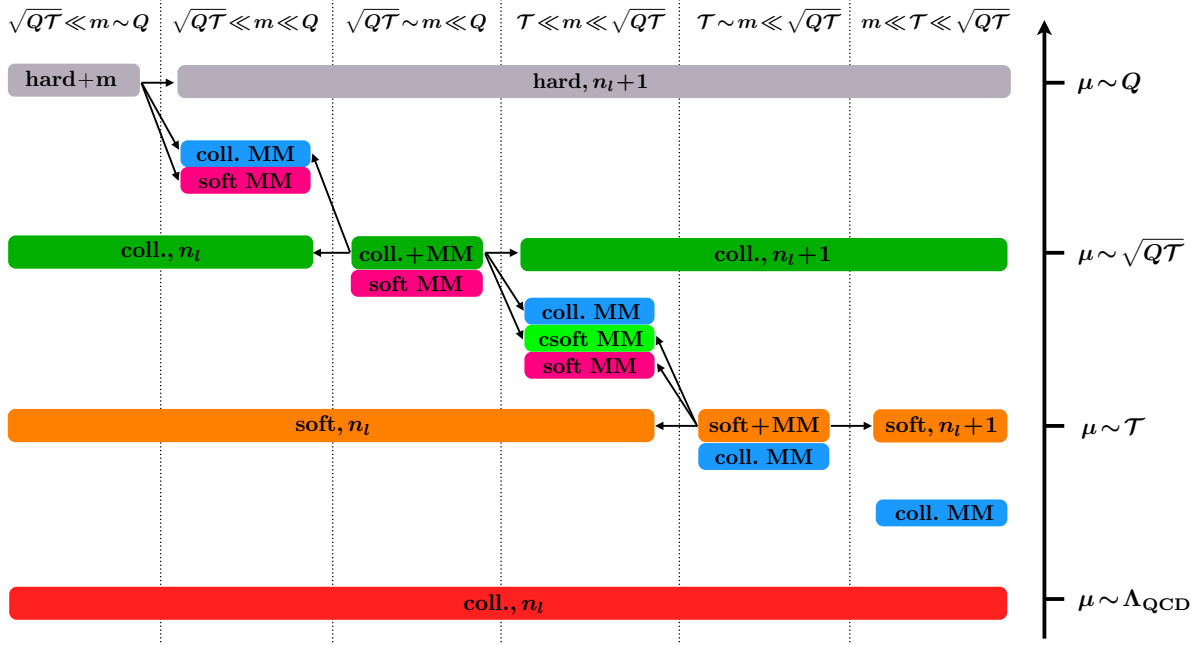 √Q𝒯 ≪ m ∼ Q
√Q𝒯 ≪ m ≪ Q
√Q𝒯 ∼ m ≪ Q
𝒯 ≪ m ≪ √Q𝒯
𝒯 ∼ m ≪ √Q𝒯
m ≪ 𝒯 ≪ √Q𝒯
hard+m
hard, n_l+1
μ ∼ Q
coll. MM
soft MM
coll., n_l
coll.+MM
coll., n_l+1
μ ∼ √Q𝒯
soft MM
coll. MM
csoft MM
soft MM
soft, n_l
soft+MM
soft, n_l+1
μ ∼ 𝒯
coll. MM
coll. MM
coll., n_l
μ ∼ Λ_QCD